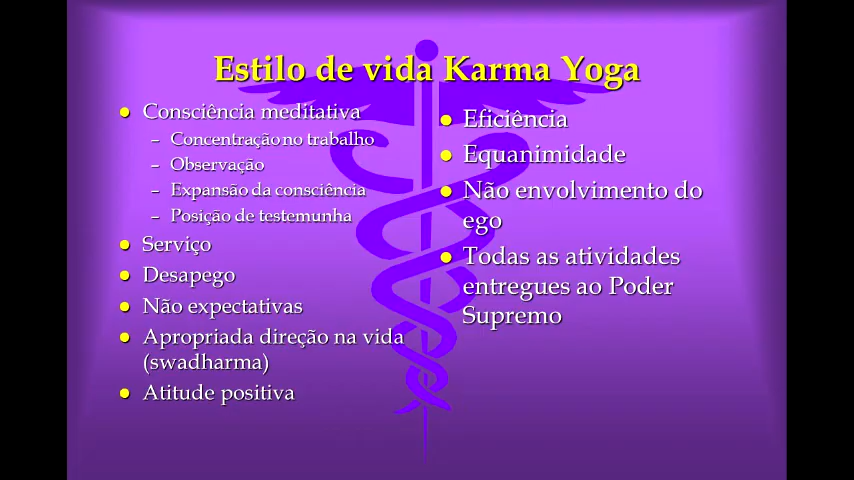 Estilo de vida Karma Yoga
● Consciência meditativa
– Concentração no trabalho
– Observação
– Expansão da consciência
– Posição de testemunha
● Serviço
● Desapego
● Não expectativas
● Apropriada direção na vida
(swadharma)
● Atitude positiva
● Eficiência
● Equanimidade
● Não envolvimento do
ego
● Todas as atividades
entregues ao Poder
Supremo